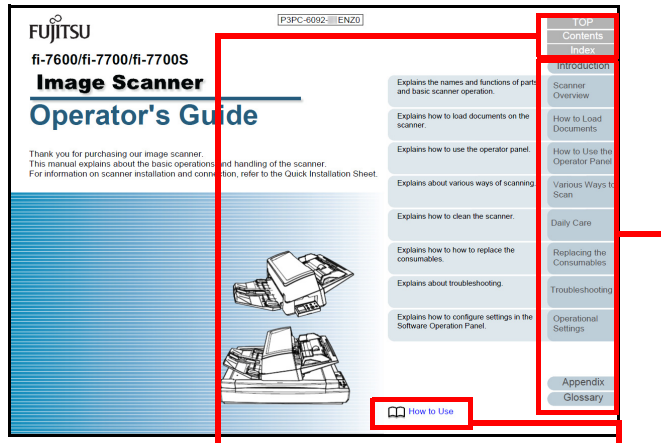 P3PC-6092- ENZ0
FUJITSU
fi-7600/fi-7700/fi-7700S
Image Scanner
Operator's Guide
Thank you for purchasing our image scanner.
This manual explains about the basic operations and handling of the scanner.
For information on scanner installation and connection, refer to the Quick Installation Sheet.
TOP
Contents
Index
Introduction
Explains the names and functions of parts
and basic scanner operation.
Scanner
Overview
Explains how to load documents on the
scanner.
How to Load
Documents
Explains how to use the operator panel.
How to Use the
Operator Panel
Explains about various ways of scanning.
Various Ways to
Scan
Explains how to clean the scanner.
Daily Care
Explains how to how to replace the
consumables.
Replacing the
Consumables
Explains about troubleshooting.
Troubleshooting
Explains how to configure settings in the
Software Operation Panel.
Operational
Settings
Appendix
Glossary
How to Use